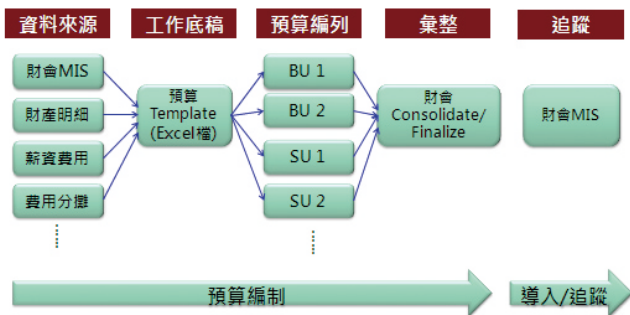 資料來源
工作底稿
預算編列
彙整
追蹤
財會MIS
財產明細
薪資費用
費用分攤
預算
Template
(Excel檔)
BU 1
BU 2
SU 1
SU 2
財會
Consolidate/
Finalize
財會MIS
預算編制
導入/追蹤